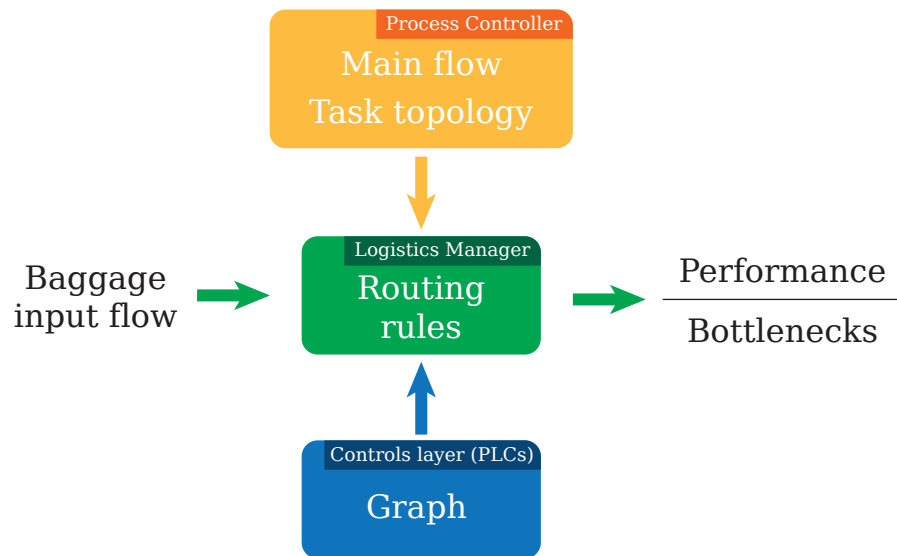 Process Controller
Main flow
Task topology
Logistics Manager
Routing
rules
Baggage
input flow
Performance
Bottlenecks
Controls layer (PLCs)
Graph